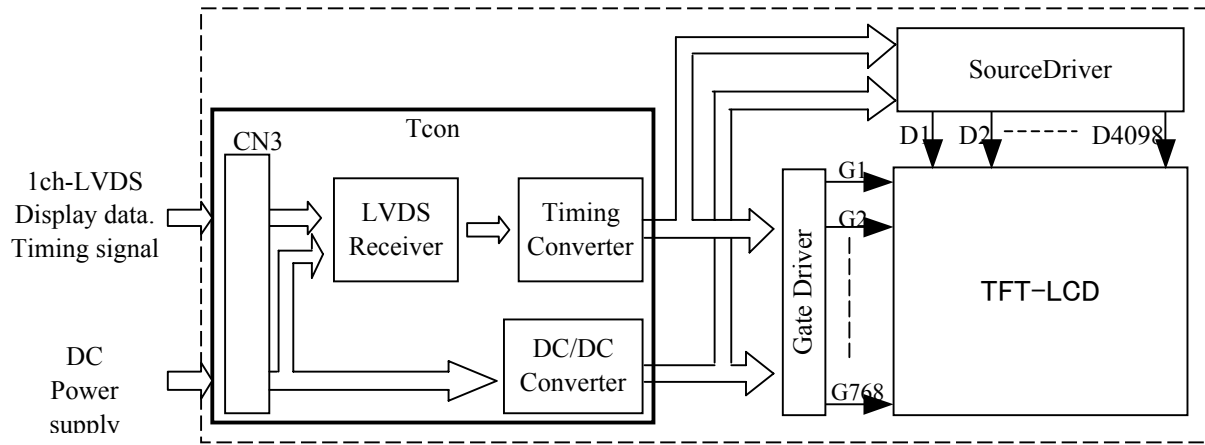 SourceDriver
Tcon
CN3
D1 D2 D4098
1ch-LVDS
Display data.
Timing signal
LVDS
Receiver
Timing
Converter
G1
G2
Gate Driver
TFT-LCD
DC
Power
supply
DC/DC
Converter
G768